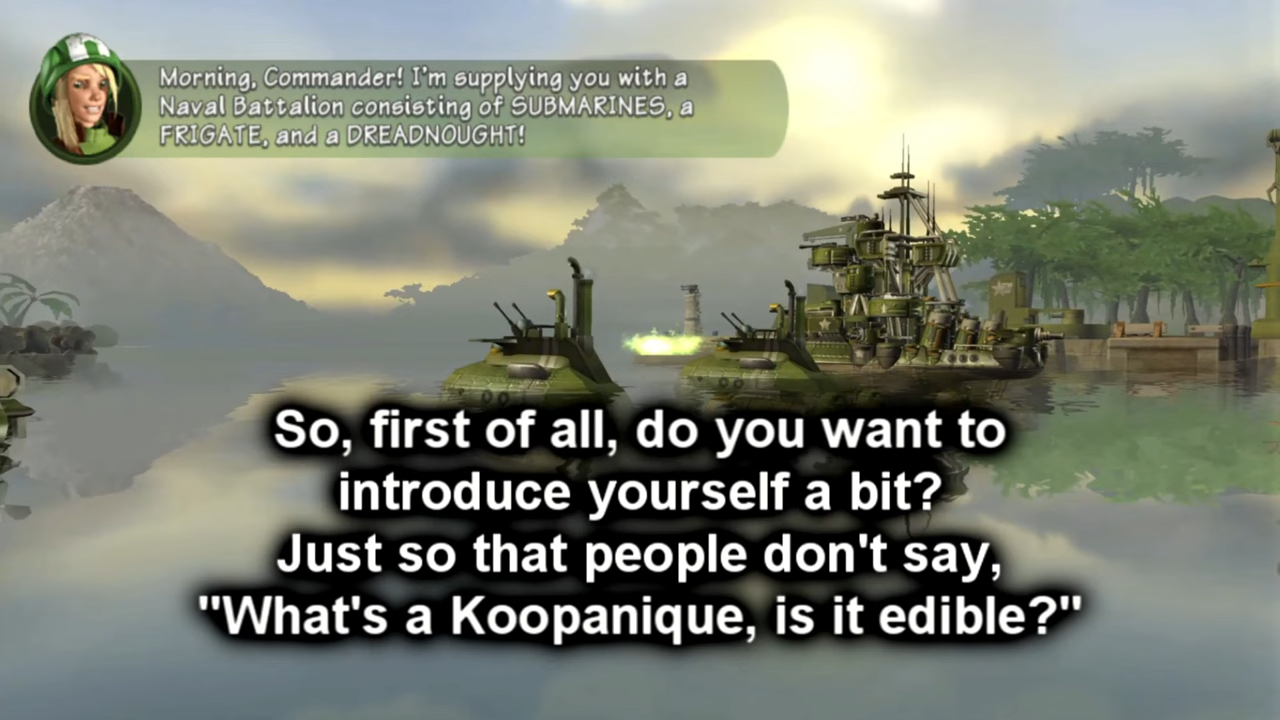 Morning, Commander! I'm supplying you with a
Naval Battalion consisting of SUBMARINES, a
FRIGATE, and a DREADNOUGHT!
So, first of all, do you want to
introduce yourself a bit?
Just so that people don't say,
"What's a Koopanique, is it edible?"